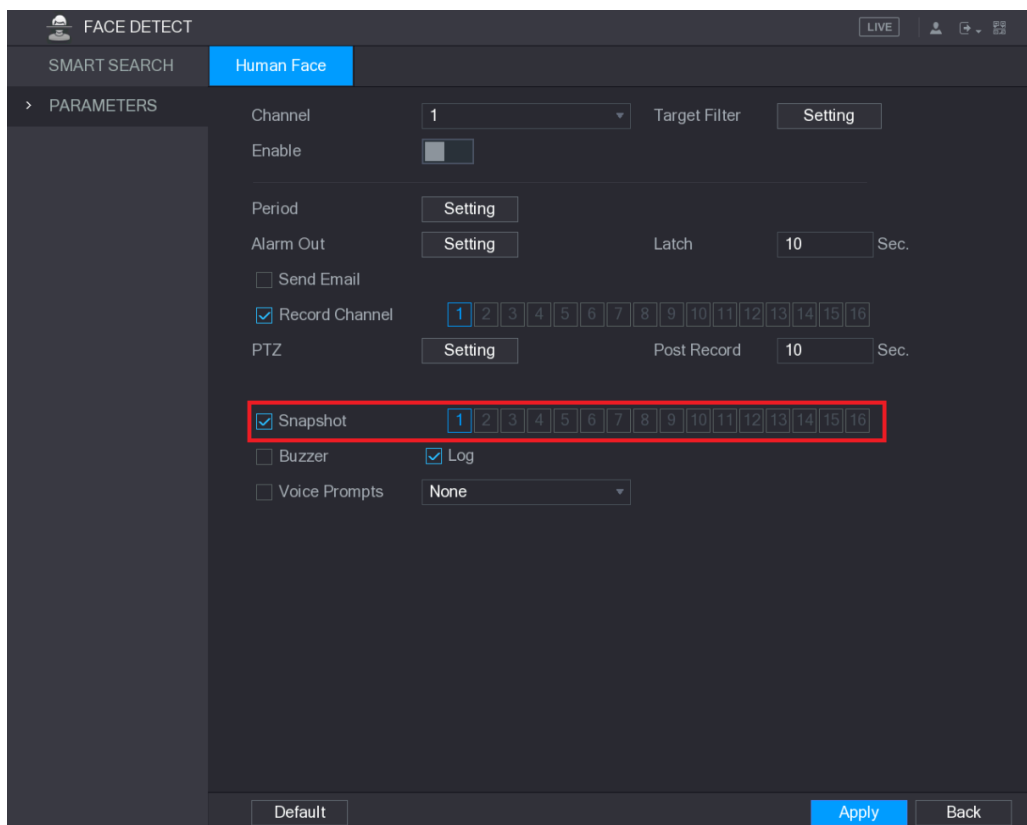 FACE DETECT LIVE
SMART SEARCH Human Face
> PARAMETERS
Channel 1 Target Filter Setting
Enable
Period Setting
Alarm Out Setting Latch 10 Sec.
Send Email
Record Channel 1 2 3 4 5 6 7 8 9 10 11 12 13 14 15 16
PTZ Setting Post Record 10 Sec.
Snapshot 1 2 3 4 5 6 7 8 9 10 11 12 13 14 15 16
Buzzer Log
Voice Prompts None
Default Apply Back